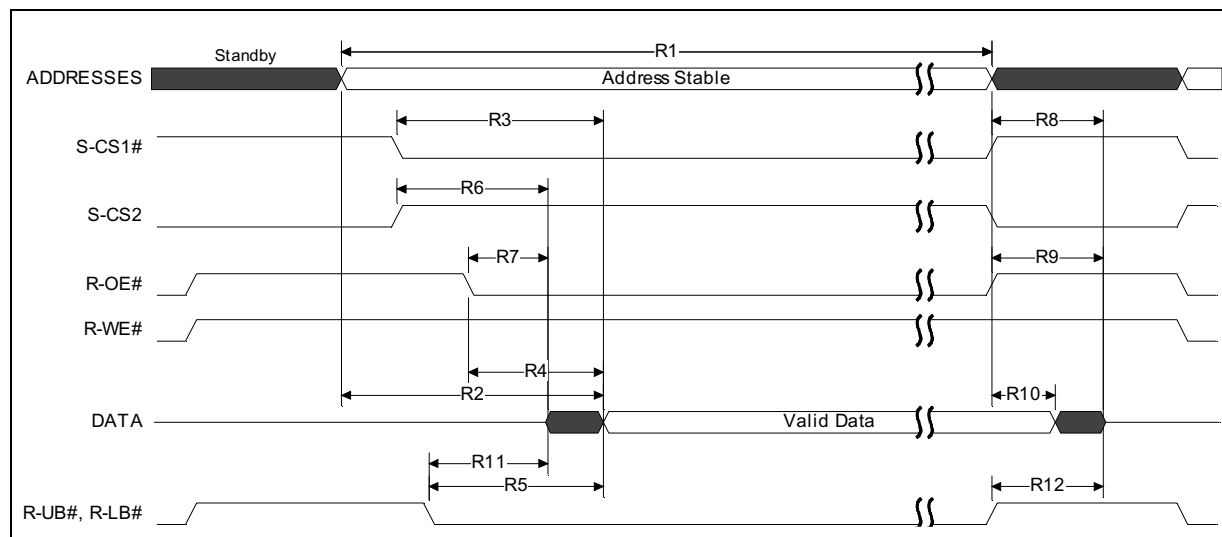 Standby
R1
ADDRESSES
Address Stable
R3
R8
S-CS1#
R6
S-CS2
R7
R9
R-OE#
R-WE#
R4
R2
R10
DATA
Valid Data
R11
R5
R12
R-UB#, R-LB#